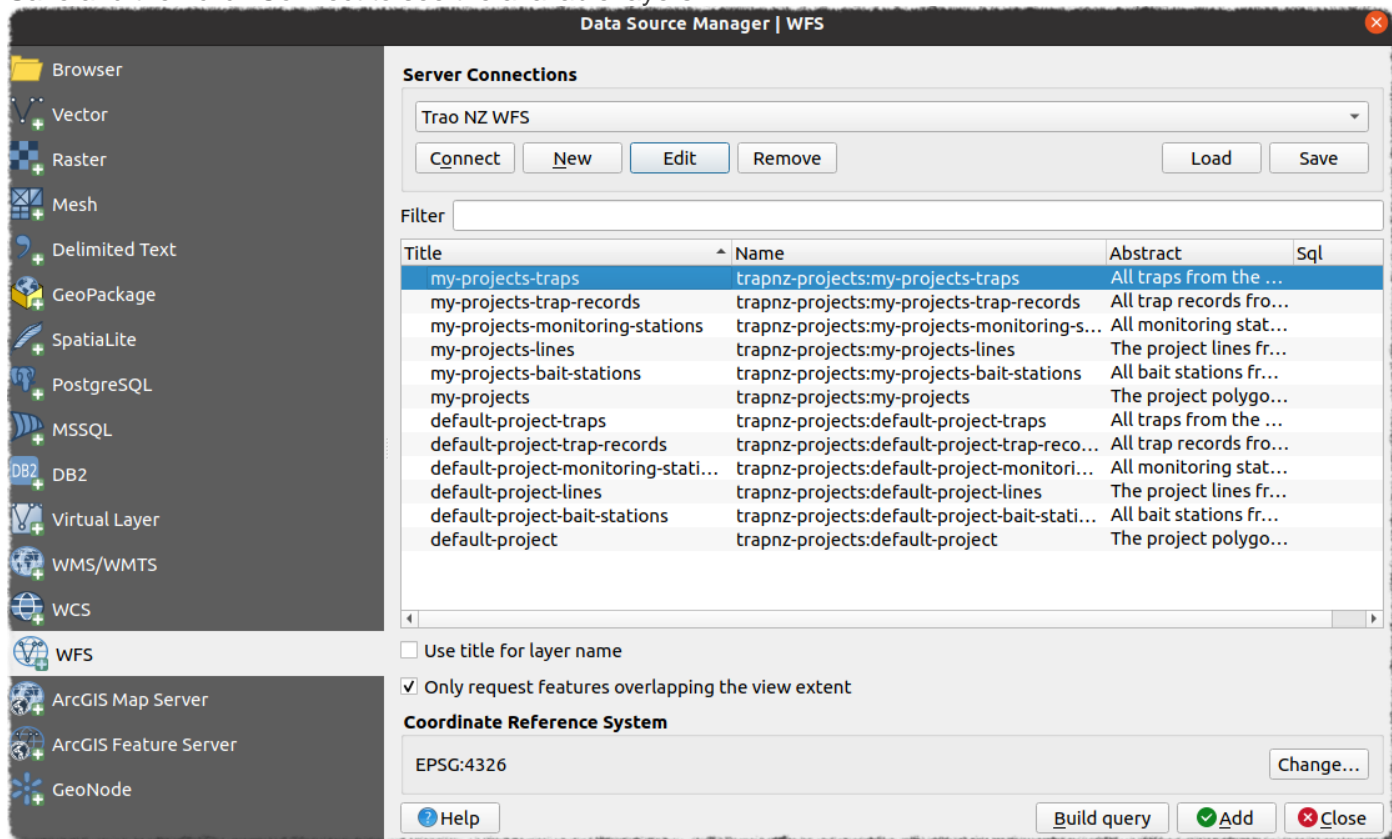 Data Source Manager | WFS
Browser
Vector
Raster
Mesh
Delimited Text
GeoPackage
SpatiaLite
PostgreSQL
MSSQL
DB2
DB2
Virtual Layer
WMS/WMTS
WCS
WFS
ArcGIS Map Server
ArcGIS Feature Server
GeoNode
Server Connections
Trao NZ WFS
Connect New Edit Remove Load Save
Filter
Title Name Abstract Sql
my-projects-traps trapnz-projects:my-projects-traps All traps from the ...
my-projects-trap-records trapnz-projects:my-projects-trap-records All trap records fro...
my-projects-monitoring-stations trapnz-projects:my-projects-monitoring-s... All monitoring stat...
my-projects-lines trapnz-projects:my-projects-lines The project lines fr...
my-projects-bait-stations trapnz-projects:my-projects-bait-stations All bait stations fr...
my-projects trapnz-projects:my-projects The project polygo...
default-project-traps trapnz-projects:default-project-traps All traps from the ...
default-project-trap-records trapnz-projects:default-project-trap-reco... All trap records fro...
default-project-monitoring-stati... trapnz-projects:default-project-monitori... All monitoring stat...
default-project-lines trapnz-projects:default-project-lines The project lines fr...
default-project-bait-stations trapnz-projects:default-project-bait-stati... All bait stations fr...
default-project trapnz-projects:default-project The project polygo...
Use title for layer name
Only request features overlapping the view extent
Coordinate Reference System
EPSG:4326 Change...
Help Build query Add Close